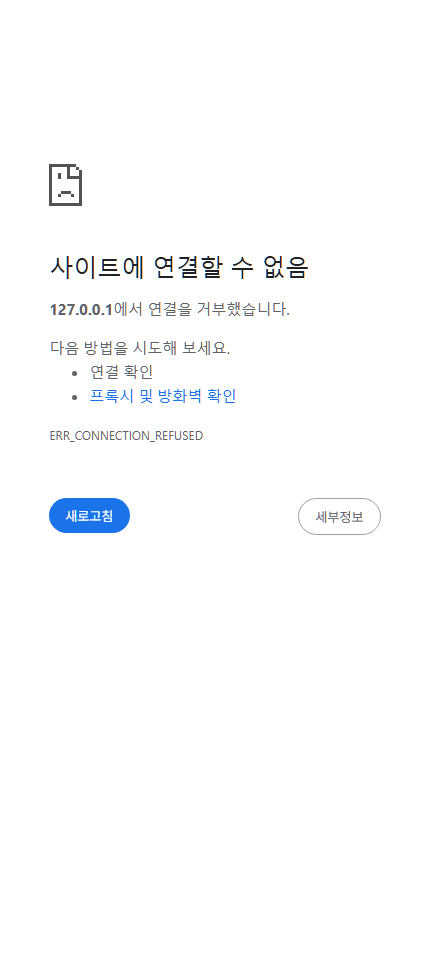 사이트에 연결할 수 없음
127.0.0.1에서 연결을 거부했습니다.
다음 방법을 시도해 보세요.
연결 확인
프록시 및 방화벽 확인
ERR_CONNECTION_REFUSED
새로고침
세부정보